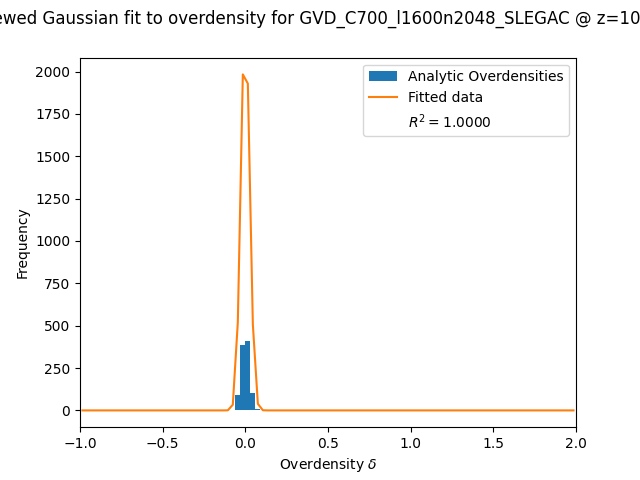 ewed Gaussian fit to overdensity for GVD_C700_l1600n2048_SLEGAC @ z=10
2000
1750
1500
1250
1000
750
500
250
0
Frequency
Analytic Overdensities
Fitted data
R² = 1.0000
−1.0 −0.5 0.0 0.5 1.0 1.5 2.0
Overdensity δ